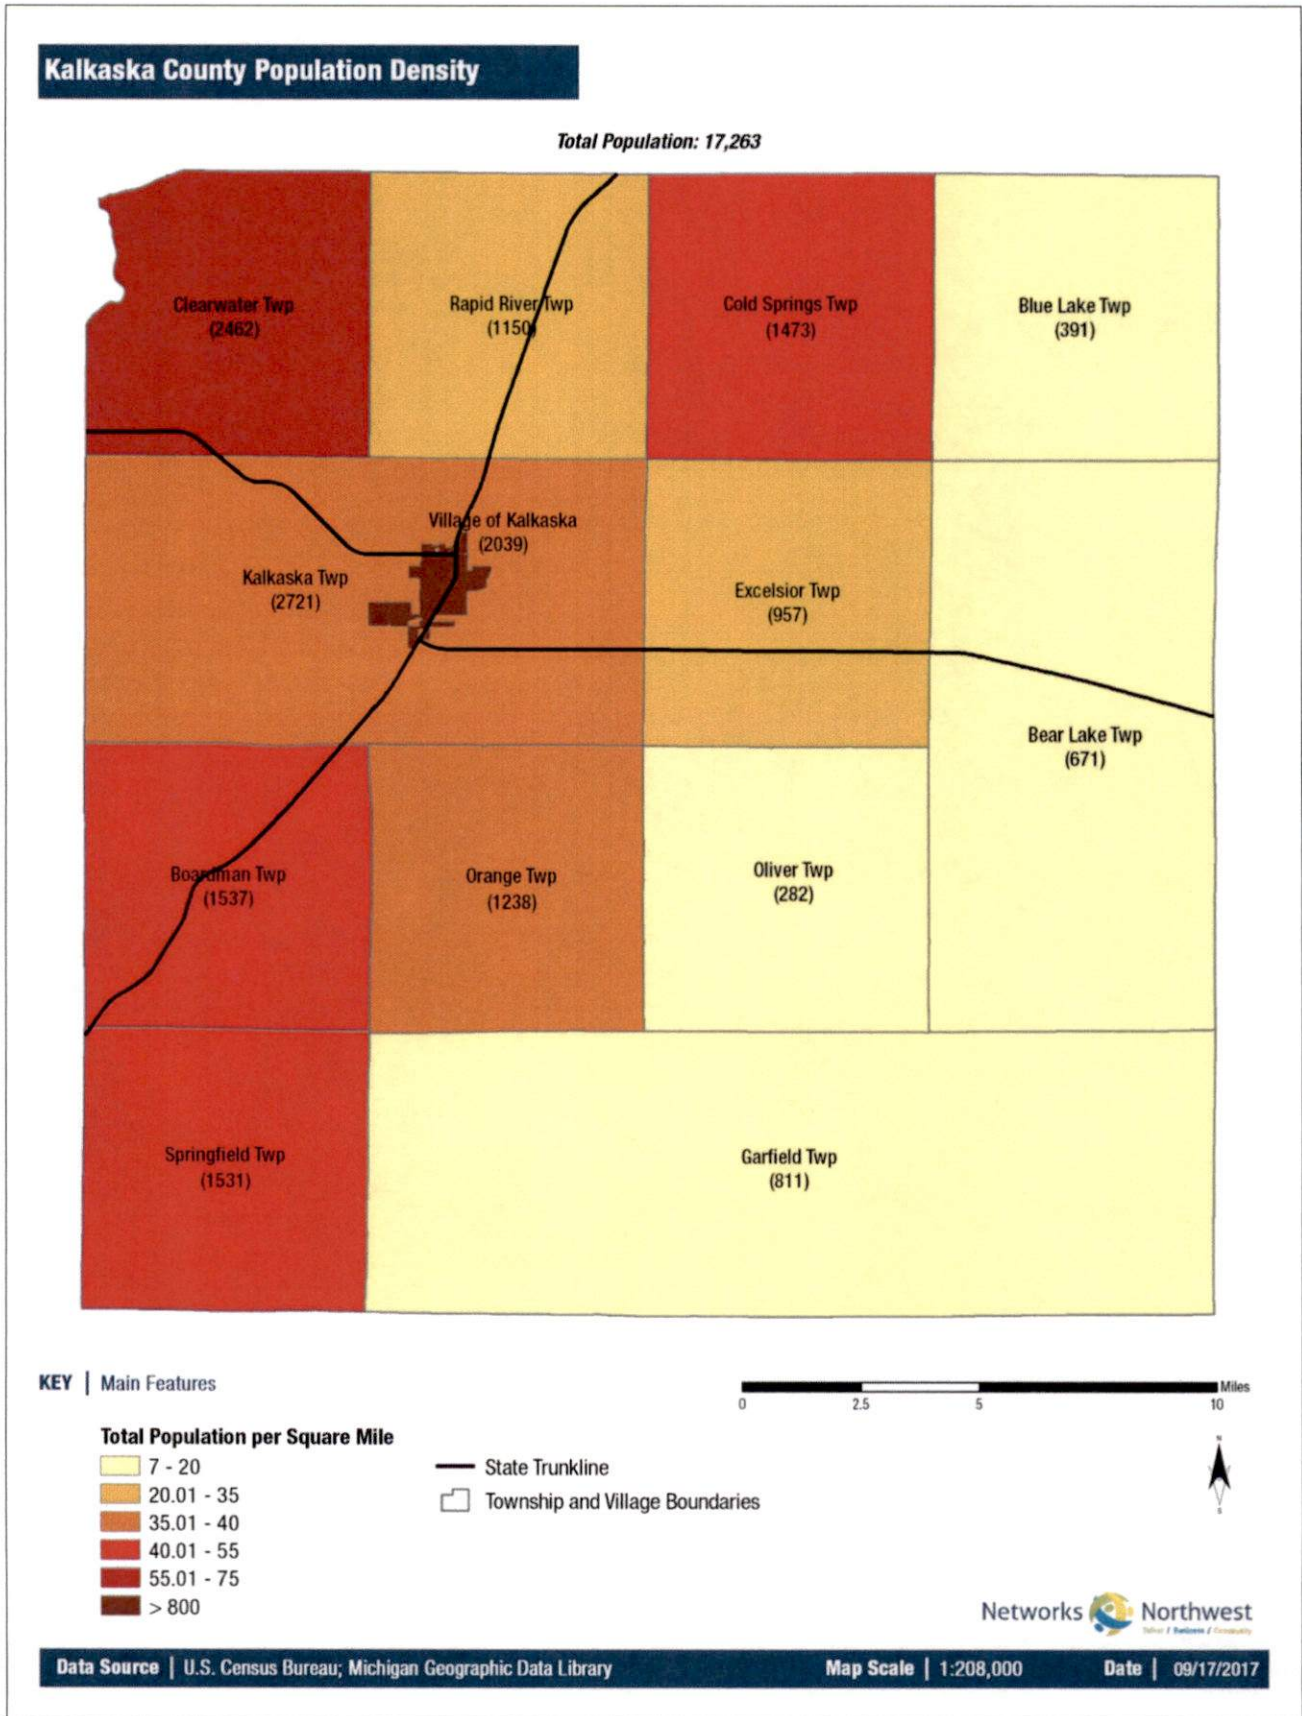 Kalkaska County Population Density
Total Population: 17,263
Clearwater Twp
(2462)
Rapid River Twp
(1150)
Cold Springs Twp
(1473)
Blue Lake Twp
(391)
Village of Kalkaska
(2039)
Kalkaska Twp
(2721)
Excelsior Twp
(957)
Bear Lake Twp
(671)
Boardman Twp
(1537)
Orange Twp
(1238)
Oliver Twp
(282)
Springfield Twp
(1531)
Garfield Twp
(811)
KEY | Main Features
Miles
0 2.5 5 10
Total Population per Square Mile
7 - 20
20.01 - 35
35.01 - 40
40.01 - 55
55.01 - 75
> 800
State Trunkline
Township and Village Boundaries
N
S
Networks Northwest
Talent / Business / Community
Data Source | U.S. Census Bureau; Michigan Geographic Data Library
Map Scale | 1:208,000
Date | 09/17/2017